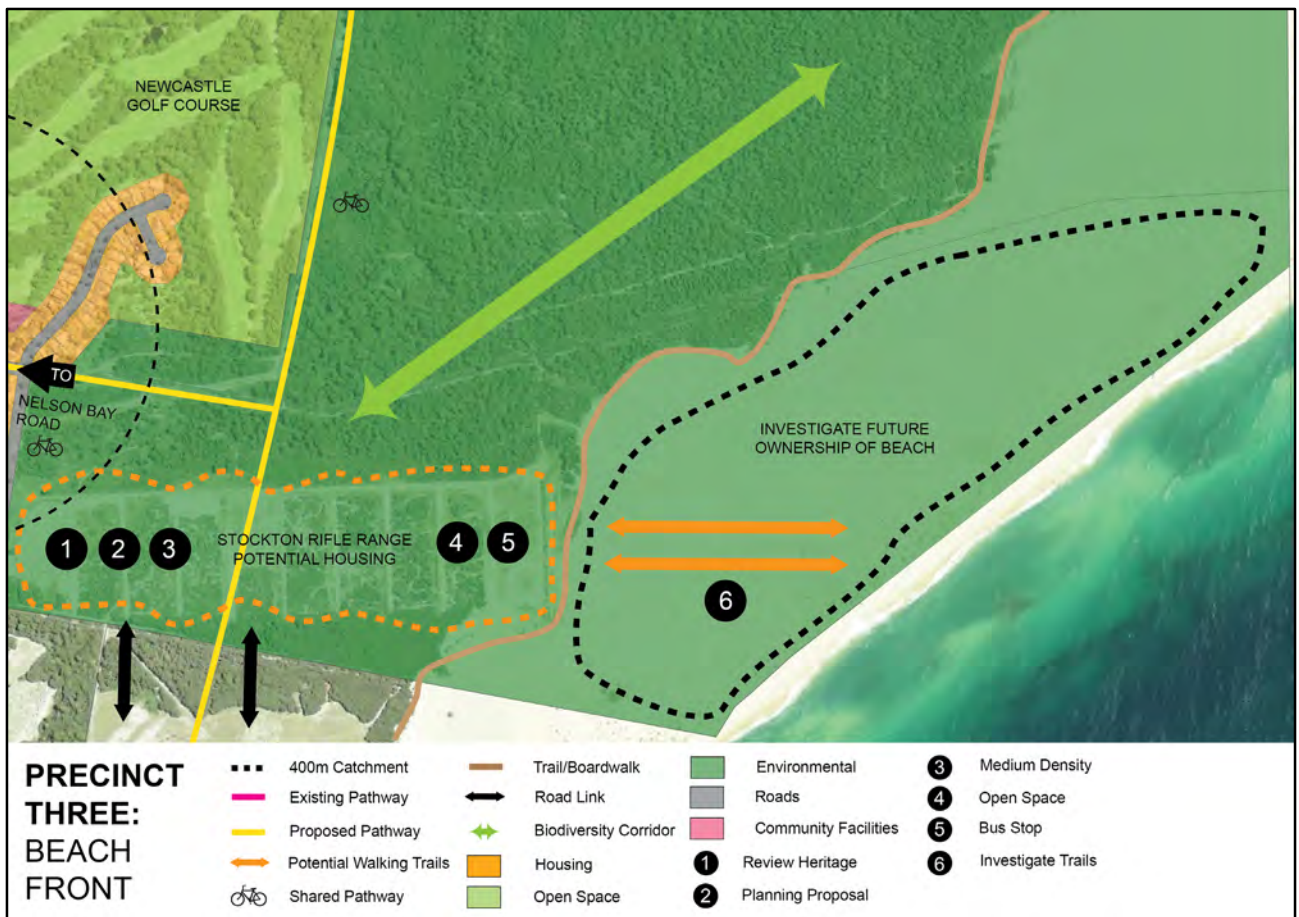 NEWCASTLE
GOLF COURSE
TO
NELSON BAY
ROAD
INVESTIGATE FUTURE
OWNERSHIP OF BEACH
1
2
3
STOCKTON RIFLE RANGE
POTENTIAL HOUSING
4
5
6
PRECINCT
THREE:
BEACH
FRONT
400m Catchment
Existing Pathway
Proposed Pathway
Potential Walking Trails
Shared Pathway
Trail/Boardwalk
Road Link
Biodiversity Corridor
Housing
Open Space
Environmental
Roads
Community Facilities
1 Review Heritage
2 Planning Proposal
3 Medium Density
4 Open Space
5 Bus Stop
6 Investigate Trails